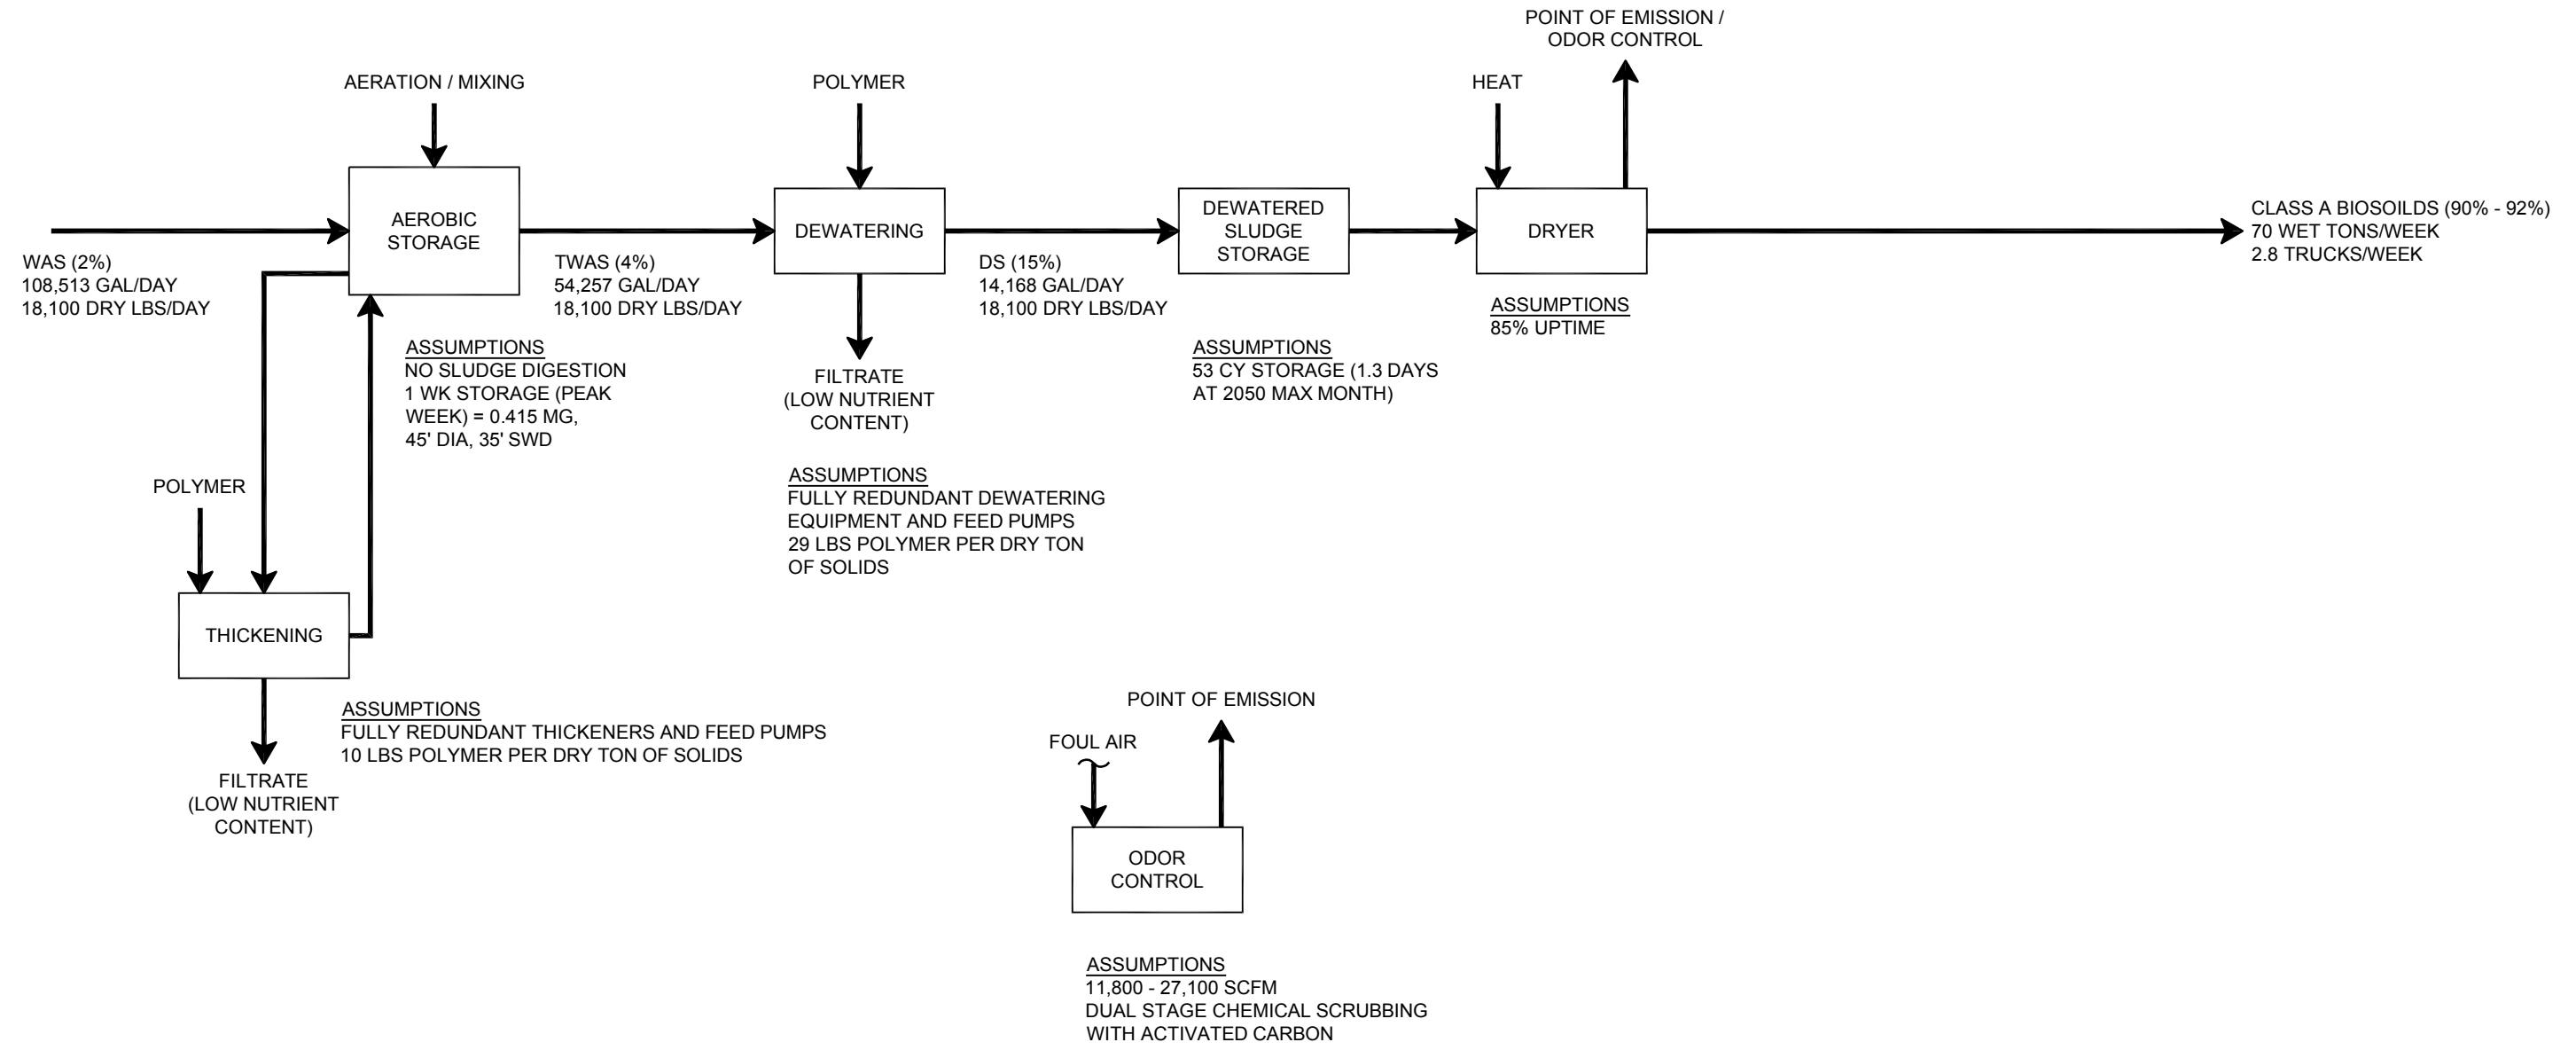 POINT OF EMISSION /
ODOR CONTROL
AERATION / MIXING
POLYMER
HEAT
AEROBIC
STORAGE
DEWATERING
DEWATERED
SLUDGE
STORAGE
DRYER
CLASS A BIOSOILDS (90% - 92%)
70 WET TONS/WEEK
2.8 TRUCKS/WEEK
WAS (2%)
108,513 GAL/DAY
18,100 DRY LBS/DAY
TWAS (4%)
54,257 GAL/DAY
18,100 DRY LBS/DAY
DS (15%)
14,168 GAL/DAY
18,100 DRY LBS/DAY
ASSUMPTIONS
85% UPTIME
ASSUMPTIONS
NO SLUDGE DIGESTION
1 WK STORAGE (PEAK
WEEK) = 0.415 MG,
45' DIA, 35' SWD
FILTRATE
(LOW NUTRIENT
CONTENT)
ASSUMPTIONS
53 CY STORAGE (1.3 DAYS
AT 2050 MAX MONTH)
ASSUMPTIONS
FULLY REDUNDANT DEWATERING
EQUIPMENT AND FEED PUMPS
29 LBS POLYMER PER DRY TON
OF SOLIDS
POLYMER
THICKENING
ASSUMPTIONS
FULLY REDUNDANT THICKENERS AND FEED PUMPS
10 LBS POLYMER PER DRY TON OF SOLIDS
FILTRATE
(LOW NUTRIENT
CONTENT)
POINT OF EMISSION
FOUL AIR
ODOR
CONTROL
ASSUMPTIONS
11,800 - 27,100 SCFM
DUAL STAGE CHEMICAL SCRUBBING
WITH ACTIVATED CARBON